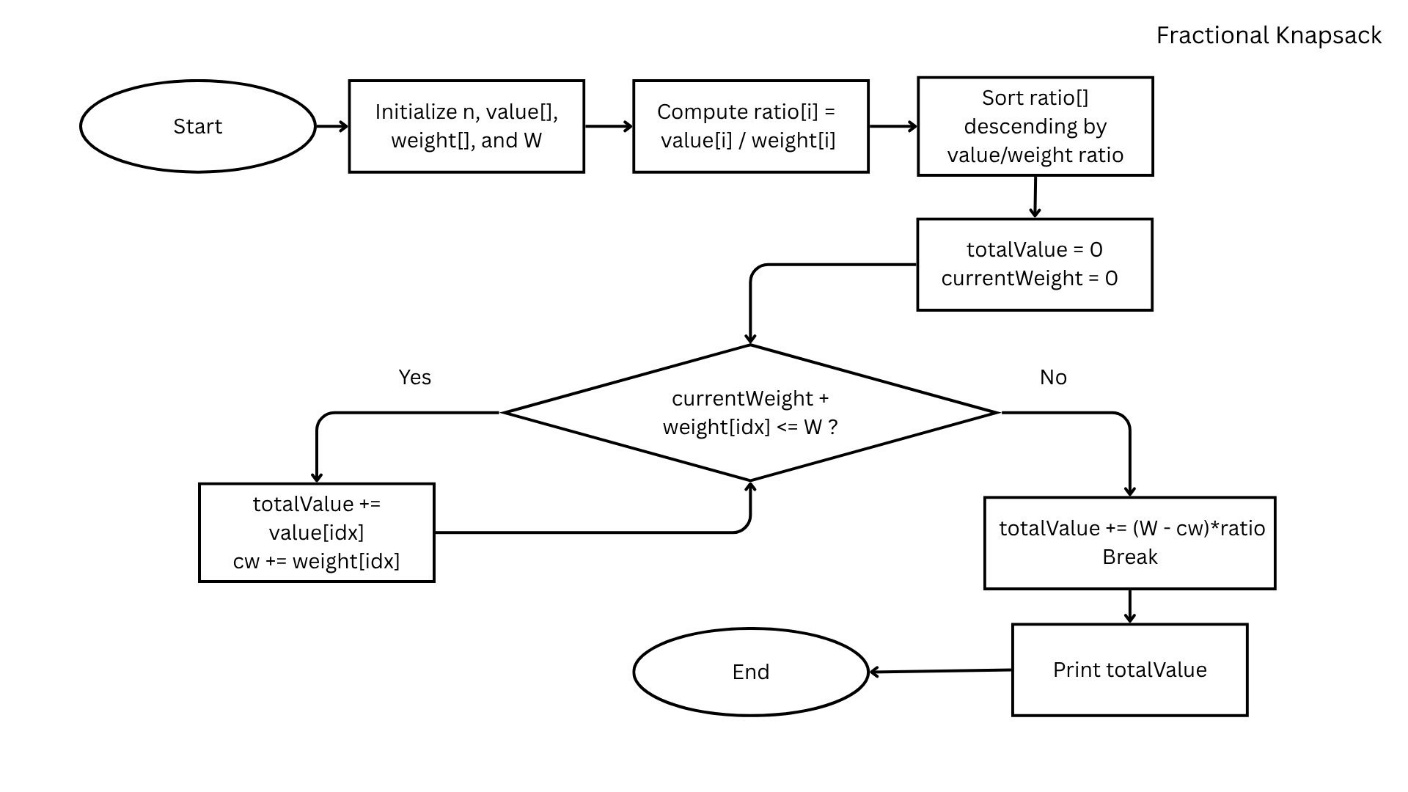 Fractional Knapsack
Start
Initialize n, value[],
weight[], and W
Compute ratio[i] =
value[i] / weight[i]
Sort ratio[]
descending by
value/weight ratio
totalValue = 0
currentWeight = 0
currentWeight +
weight[idx] <= W ?
Yes
No
totalValue +=
value[idx]
cw += weight[idx]
totalValue += (W - cw)*ratio
Break
Print totalValue
End